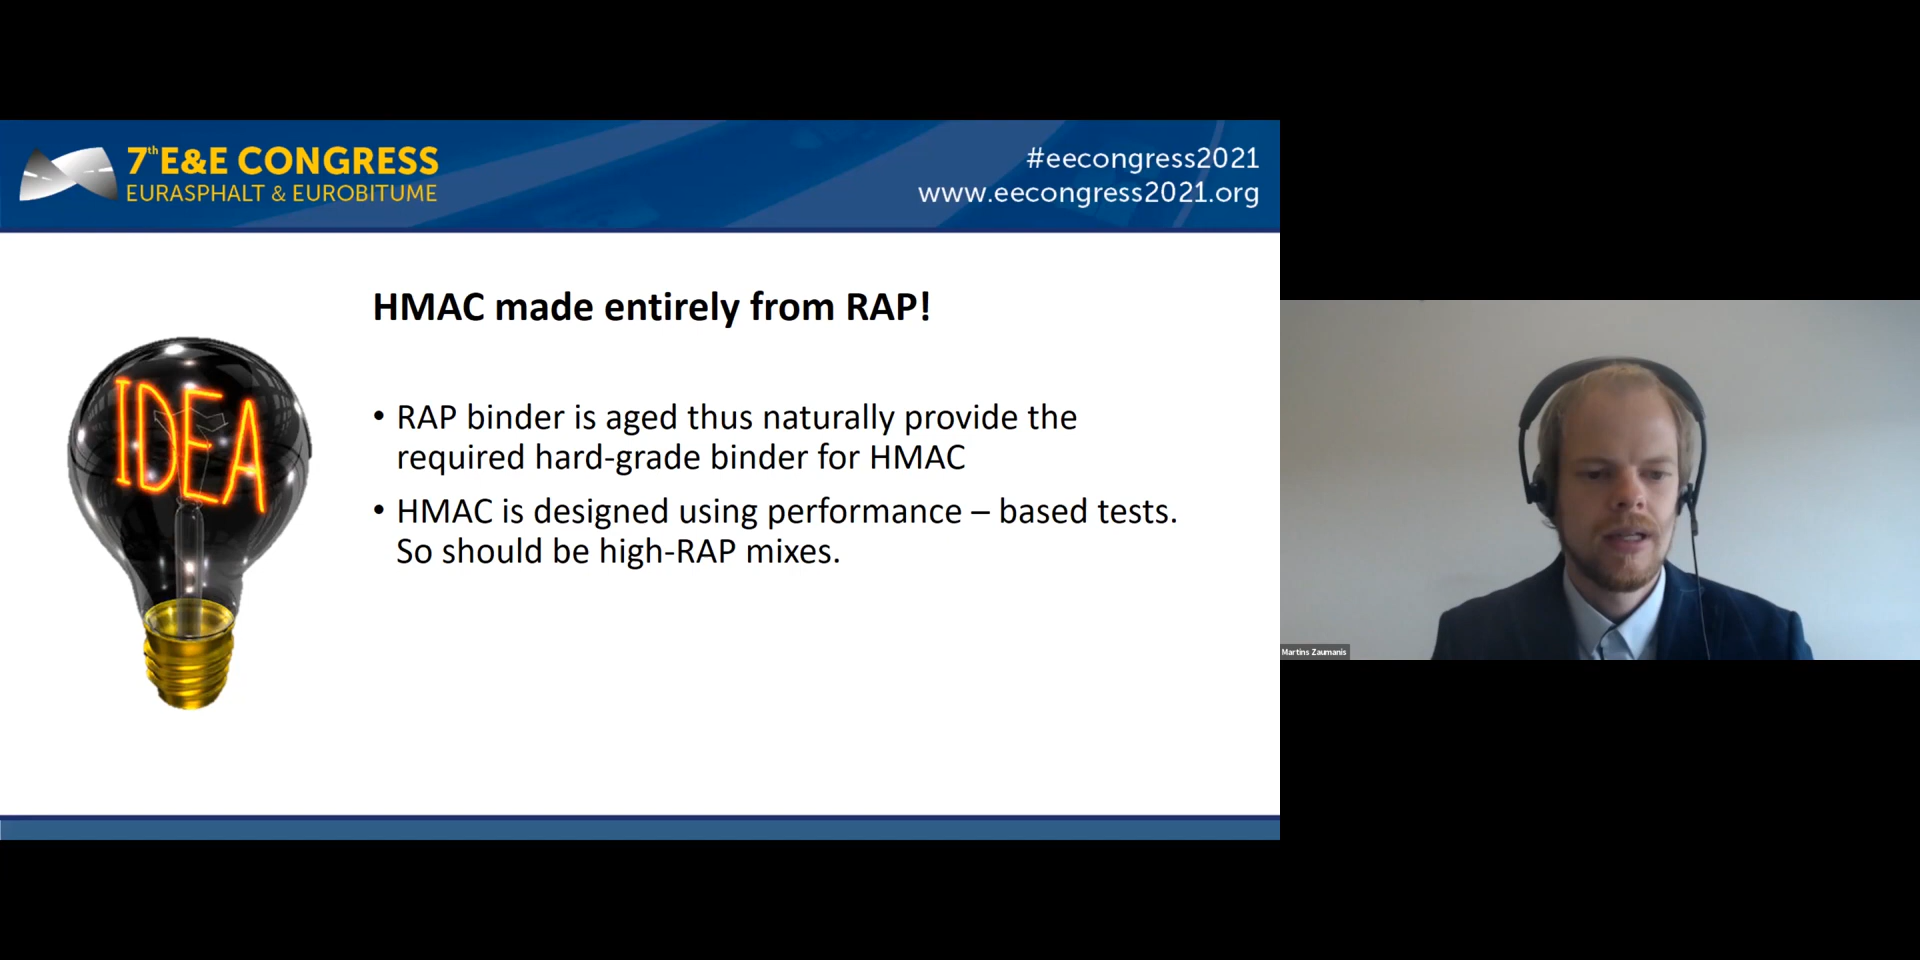 7th E&E CONGRESS
EURASPHALT & EUROBITUME
#eecongress2021
www.eecongress2021.org
HMAC made entirely from RAP!
IDEA
• RAP binder is aged thus naturally provide the
required hard-grade binder for HMAC
• HMAC is designed using performance – based tests.
So should be high-RAP mixes.
Martins Zaumanis